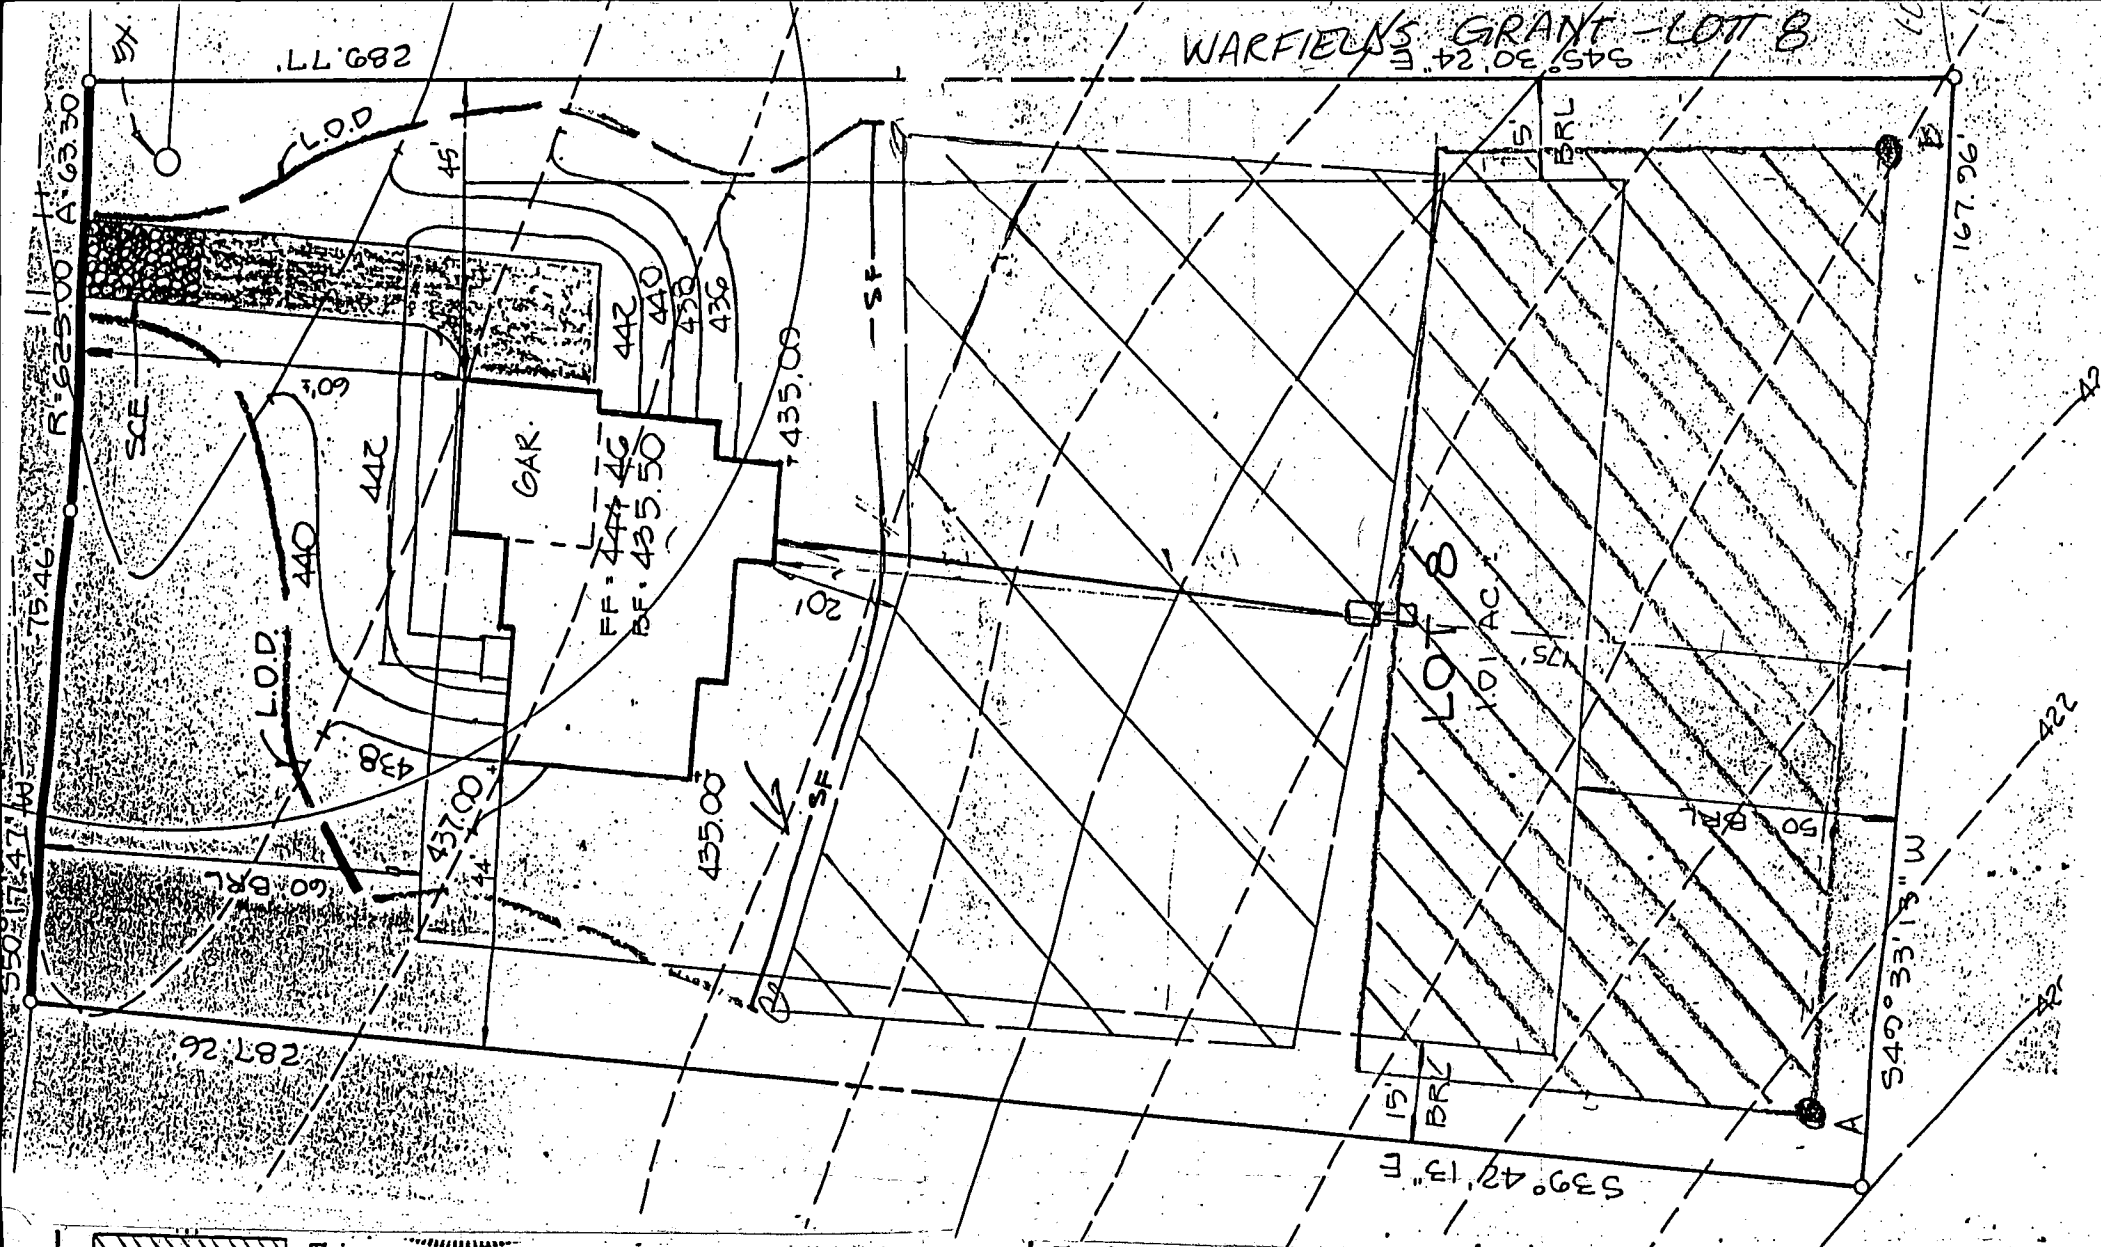 WARFIELDS GRANT - LOT 8
S45° 30' 24" E
289.77'
EX.
L.O.D
R=625.00 A=63.30'
45'
15'
BRL
167.96'
SF
442
440
438
436
60'±
SCE
442
GAR.
FF=444.46
BF=435.50
+435.00
75.46'
440
20'
LOT 8
1.01 AC.±
175'
L.O.D.
438
437.00
44'
435.00
SF
S50° 17' 47" W
60 BRL
50 BRL
422
S49° 33' 13" W
287.26'
15'
BRL
A
B
S39° 42' 13" E